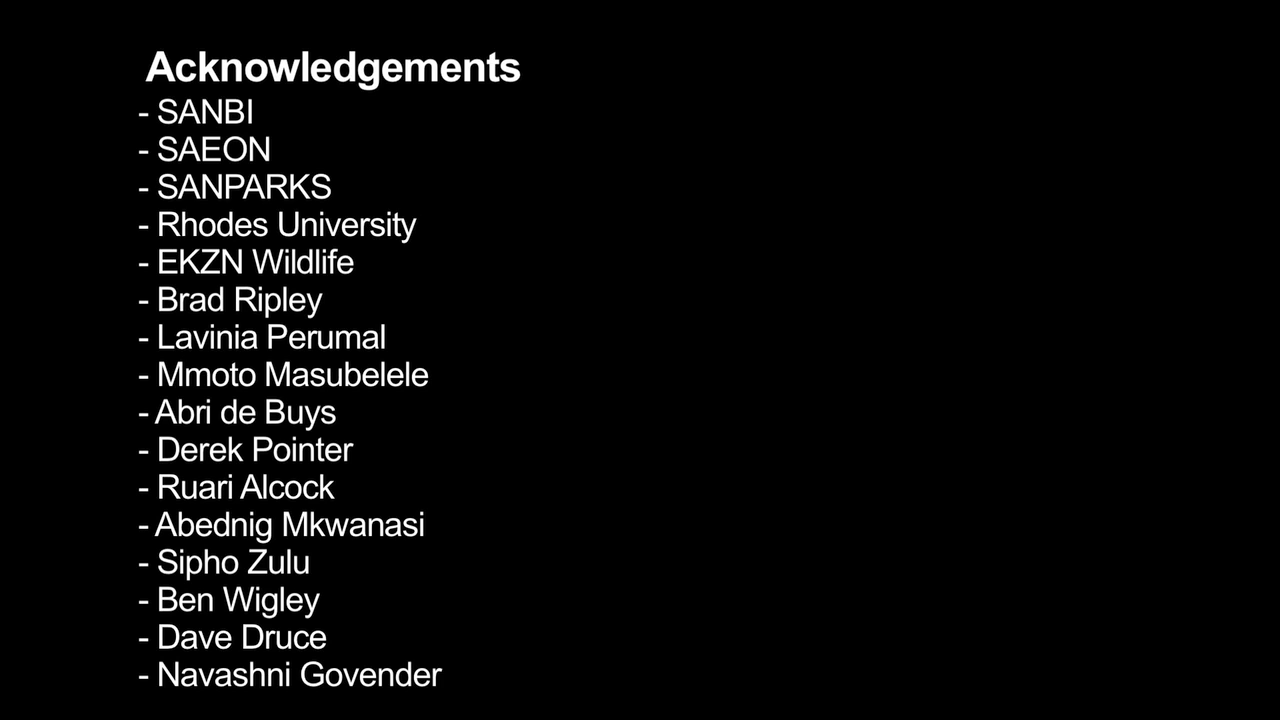 Acknowledgements
- SANBI
- SAEON
- SANPARKS
- Rhodes University
- EKZN Wildlife
- Brad Ripley
- Lavinia Perumal
- Mmoto Masubelele
- Abri de Buys
- Derek Pointer
- Ruari Alcock
- Abednig Mkwanasi
- Sipho Zulu
- Ben Wigley
- Dave Druce
- Navashni Govender